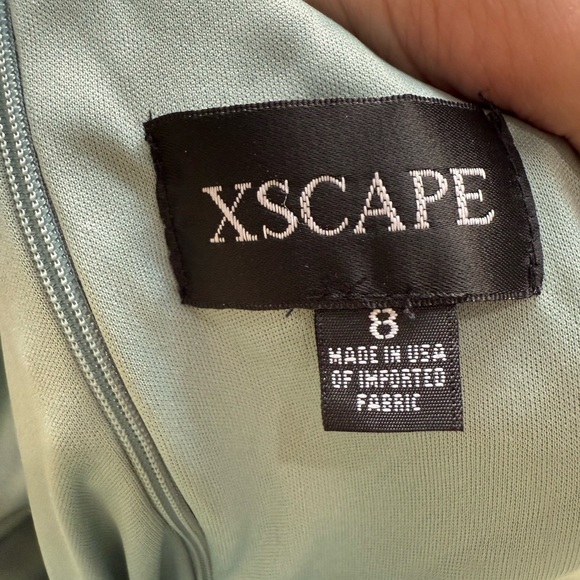 XSCAPE
8
MADE IN USA
OF IMPORTED
FABRIC